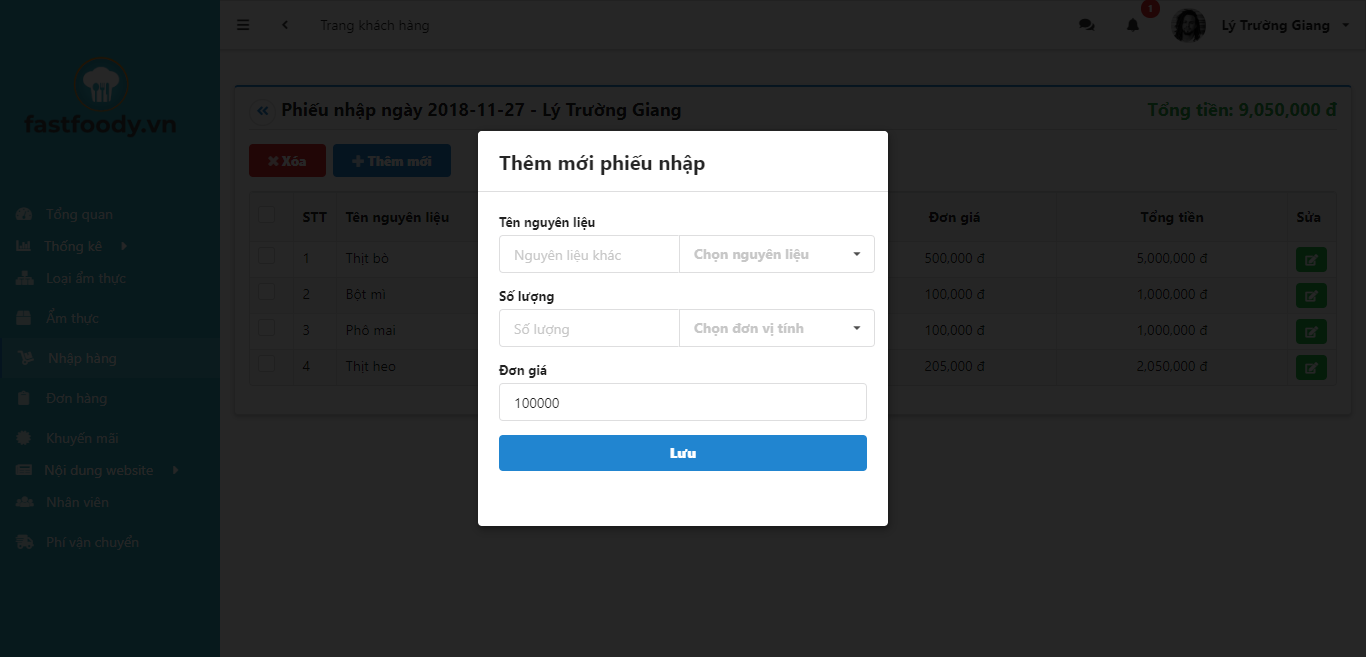 Trang khách hàng
1
Lý Trường Giang
fastfoody.vn
Tổng quan
Thống kê
Loại ẩm thực
Ẩm thực
Nhập hàng
Đơn hàng
Khuyến mãi
Nội dung website
Nhân viên
Phí vận chuyển
Phiếu nhập ngày 2018-11-27 - Lý Trường Giang
Tổng tiền: 9,050,000 đ
Xóa
Thêm mới
STT Tên nguyên liệu Đơn giá Tổng tiền Sửa
1 Thịt bò 500,000 đ 5,000,000 đ
2 Bột mì 100,000 đ 1,000,000 đ
3 Phô mai 100,000 đ 1,000,000 đ
4 Thịt heo 205,000 đ 2,050,000 đ
Thêm mới phiếu nhập
Tên nguyên liệu
Nguyên liệu khác Chọn nguyên liệu
Số lượng
Số lượng Chọn đơn vị tính
Đơn giá
100000
Lưu